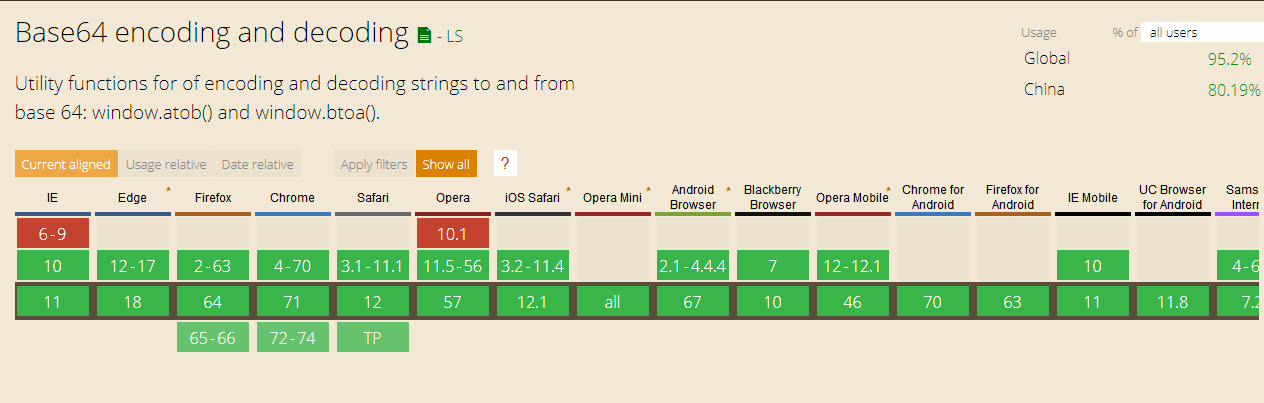 Base64 encoding and decoding - LS
Usage % of all users
Global 95.2%
China 80.19%
Utility functions for of encoding and decoding strings to and from
base 64: window.atob() and window.btoa().
Current aligned Usage relative Date relative Apply filters Show all ?
IE Edge * Firefox Chrome Safari Opera iOS Safari * Opera Mini * Android Browser * Blackberry Browser Opera Mobile * Chrome for Android Firefox for Android IE Mobile UC Browser for Android Sams Intern
6-9 10.1
10 12-17 2-63 4-70 3.1-11.1 11.5-56 3.2-11.4 2.1-4.4.4 7 12-12.1 10 4-6
11 18 64 71 12 57 12.1 all 67 10 46 70 63 11 11.8 7.2
65-66 72-74 TP